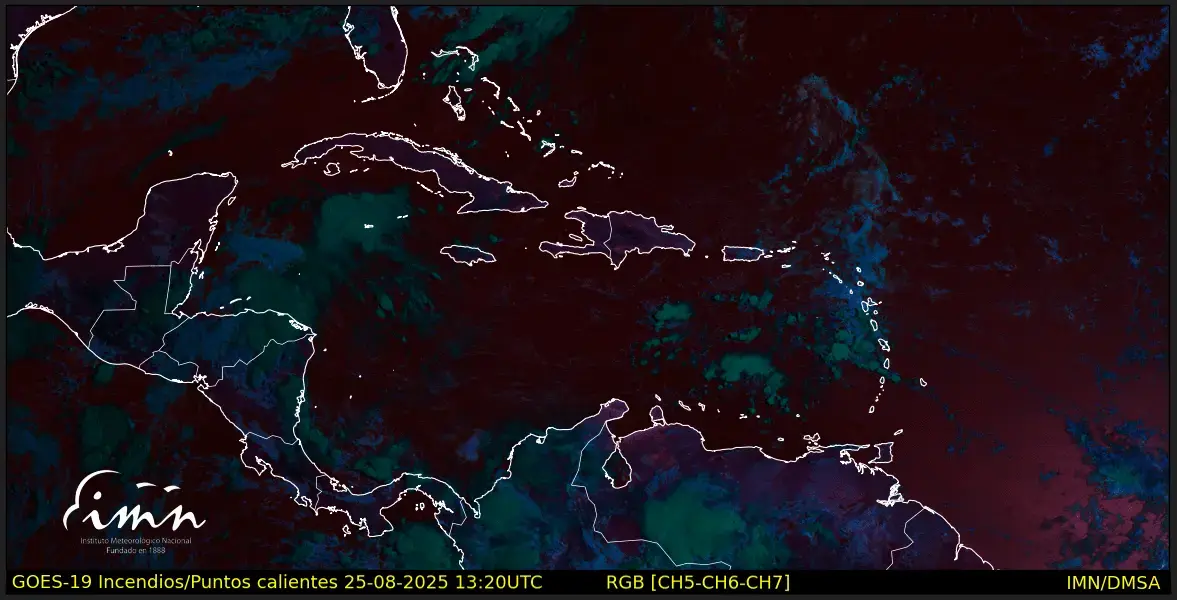 imn
Instituto Meteorológico Nacional
Fundado en 1888
GOES-19 Incendios/Puntos calientes 25-08-2025 13:20UTC RGB [CH5-CH6-CH7] IMN/DMSA